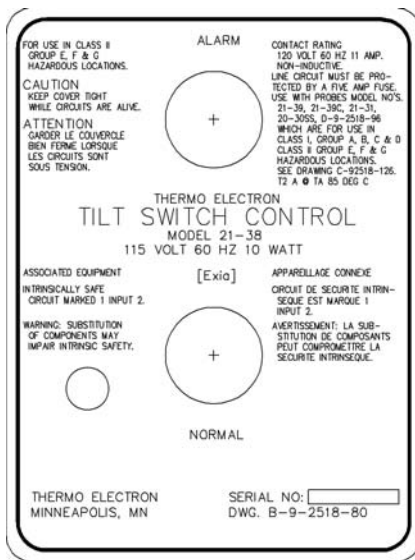 FOR USE IN CLASS II
GROUP E, F & G
HAZARDOUS LOCATIONS.
CAUTION
KEEP COVER TIGHT
WHILE CIRCUITS ARE ALIVE.
ATTENTION
GARDER LE COUVERCLE
BIEN FERME LORSQUE
LES CIRCUITS SONT
SOUS TENSION.
ALARM
CONTACT RATING
120 VOLT 60 HZ 11 AMP.
NON-INDUCTIVE.
LINE CIRCUIT MUST BE PRO-
TECTED BY A FIVE AMP FUSE.
USE WITH PROBES MODEL NO'S.
21-39, 21-39C, 21-31,
20-30SS, D-9-2518-96
WHICH ARE FOR USE IN
CLASS I, GROUP A, B, C & D
CLASS II GROUP E, F & G
HAZARDOUS LOCATIONS.
SEE DRAWING C-92518-126.
T2 A @ TA 85 DEG C
THERMO ELECTRON
TILT SWITCH CONTROL
MODEL 21-38
115 VOLT 60 HZ 10 WATT
ASSOCIATED EQUIPMENT
INTRINSICALLY SAFE
CIRCUIT MARKED 1 INPUT 2.
WARNING: SUBSTITUTION
OF COMPONENTS MAY
IMPAIR INTRINSIC SAFETY.
[Exia]
APPAREILLAGE CONNEXE
CIRCUIT DE SECURITE INTRIN-
SEQUE EST MARQUE 1
INPUT 2.
AVERTISSEMENT: LA SUB-
STITUTION DE COMPOSANTS
PEUT COMPROMETTRE LA
SECURITE INTRINSEQUE.
NORMAL
THERMO ELECTRON
MINNEAPOLIS, MN
SERIAL NO:
DWG. B-9-2518-80